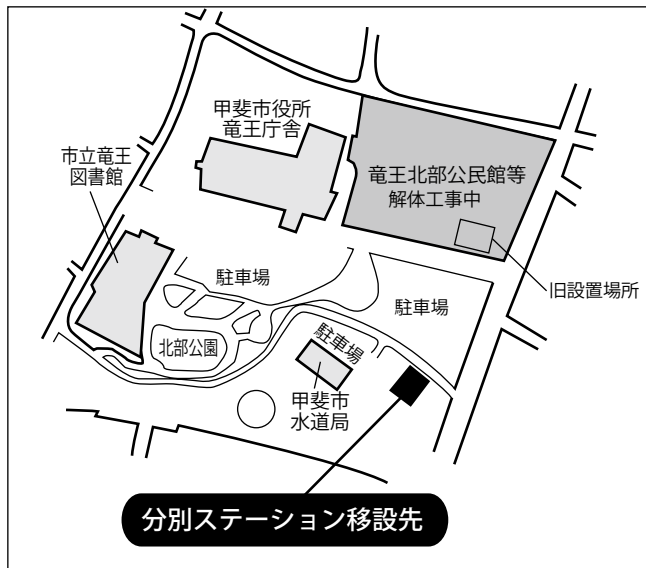 甲斐市役所
竜王庁舎
市立竜王
図書館
竜王北部公民館等
解体工事中
旧設置場所
駐車場
駐車場
駐車場
北部公園
甲斐市
水道局
分別ステーション移設先